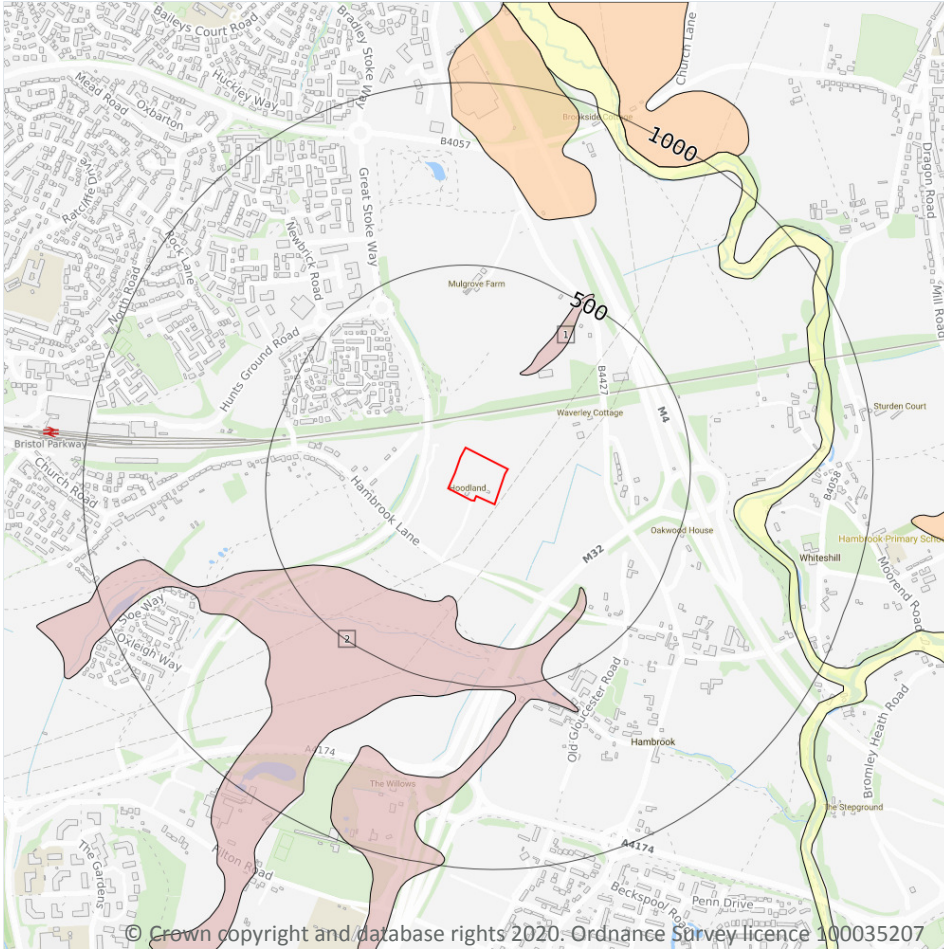 Baileys Court Road
Bradley Stoke Way
Church Lane
Mead Road
Huckley Way
Oxbarton
Brookside Cottage
1000
B4057
Dragon Road
Ratcliffe Drive
Great Stoke Way
Rock Lane
Newbrick Road
North Road
Mulgrove Farm
500
Mill Road
1
Hunts Ground Road
B4427
M4
Waverley Cottage
Sturden Court
Bristol Parkway
Church Road
Hambrook Lane
Hoodland
B4058
Oakwood House
Hambrook Primary Scho
M32
Whiteshill
Moorend Road
Stoe Way
2
Oxleigh Way
Old Gloucester Road
Bromley Heath Road
Hambrook
A4174
The Willows
The Stepground
A4174
The Gardens
Filton Road
Beckspool Road
Penn Drive
© Crown copyright and database rights 2020. Ordnance Survey licence 100035207